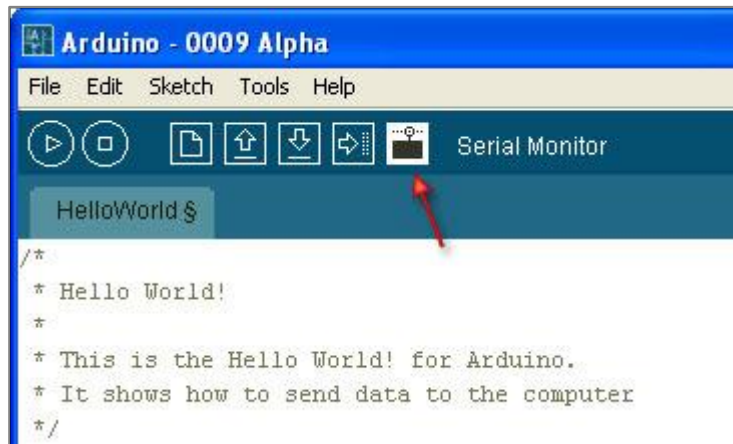 Arduino - 0009 Alpha
File Edit Sketch Tools Help
Serial Monitor
HelloWorld §
/*
* Hello World!
*
* This is the Hello World! for Arduino.
* It shows how to send data to the computer
*/